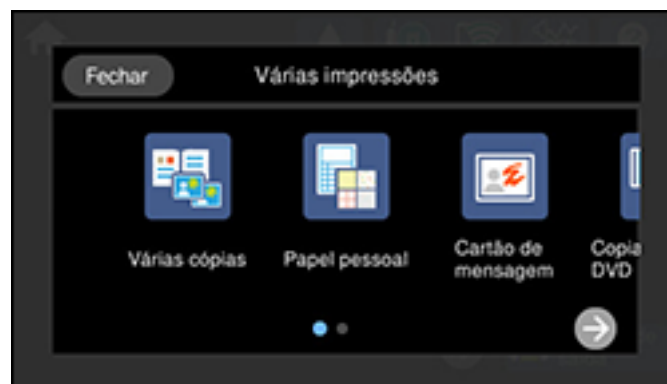 Fechar
Várias impressões
Várias cópias
Papel pessoal
Cartão de
mensagem
Copia
DVD